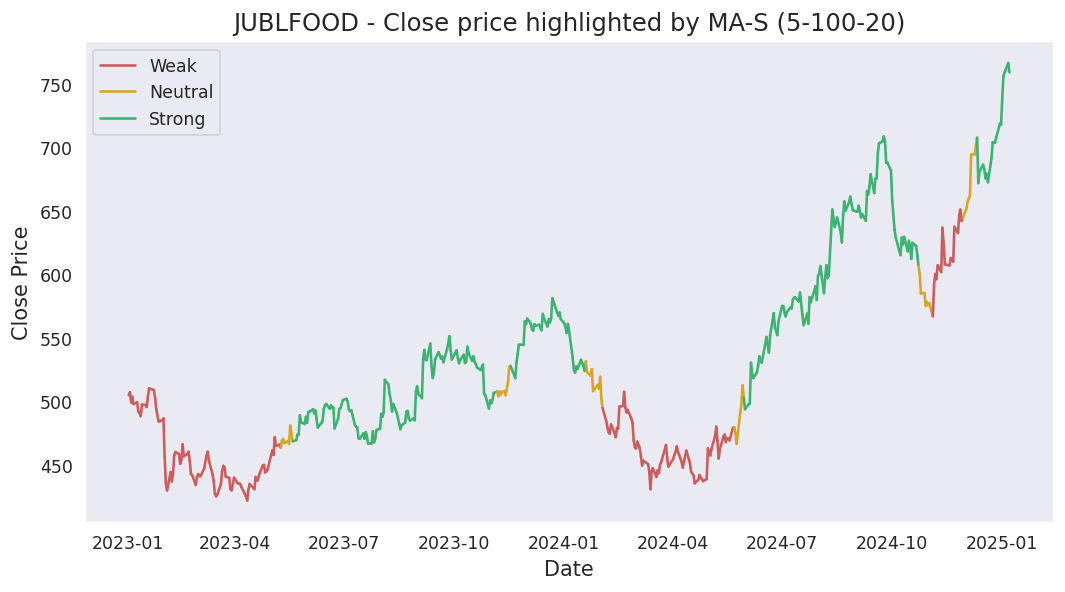 JUBLFOOD - Close price highlighted by MA-S (5-100-20)
Weak
Neutral
Strong
Close Price
750
700
650
600
550
500
450
2023-01 2023-04 2023-07 2023-10 2024-01 2024-04 2024-07 2024-10 2025-01
Date